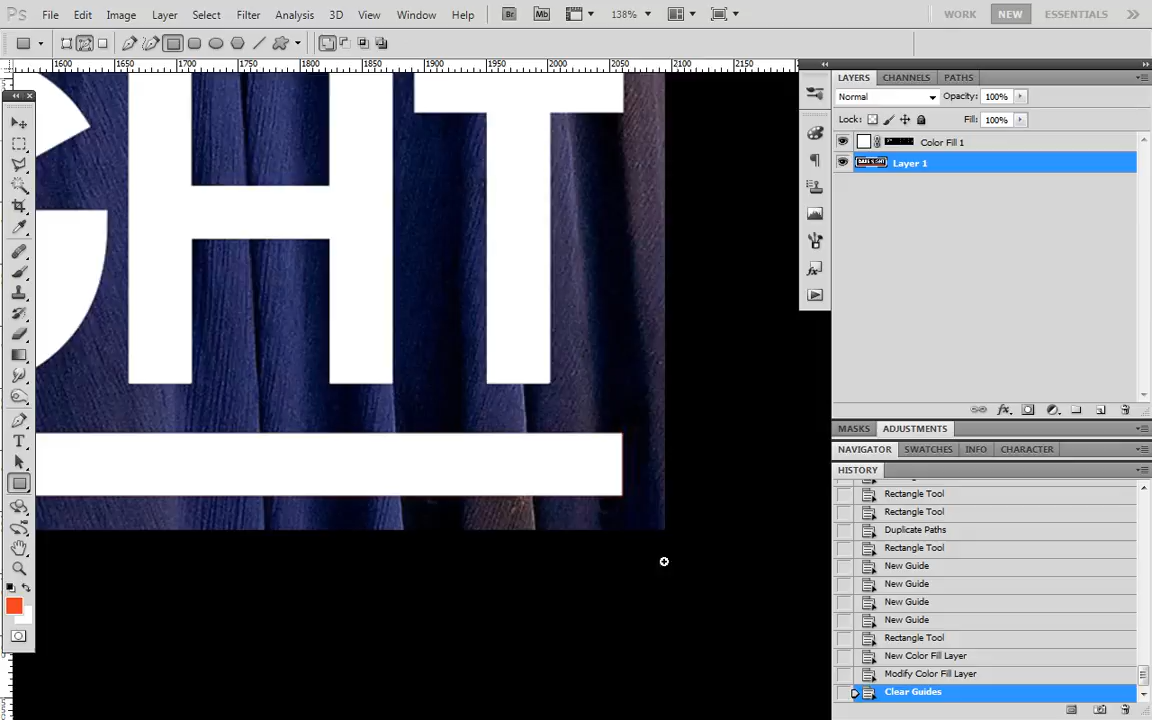 Ps File Edit Image Layer Select Filter Analysis 3D View Window Help Br Mb 138% WORK NEW ESSENTIALS
1600 1650 1700 1750 1800 1850 1900 1950 2000 2050 2100 2150
LAYERS CHANNELS PATHS
Normal Opacity: 100%
Lock: Fill: 100%
Color Fill 1
Layer 1
GHT
MASKS ADJUSTMENTS
NAVIGATOR SWATCHES INFO CHARACTER
HISTORY
Rectangle Tool
Rectangle Tool
Duplicate Paths
Rectangle Tool
New Guide
New Guide
New Guide
New Guide
Rectangle Tool
New Color Fill Layer
Modify Color Fill Layer
Clear Guides